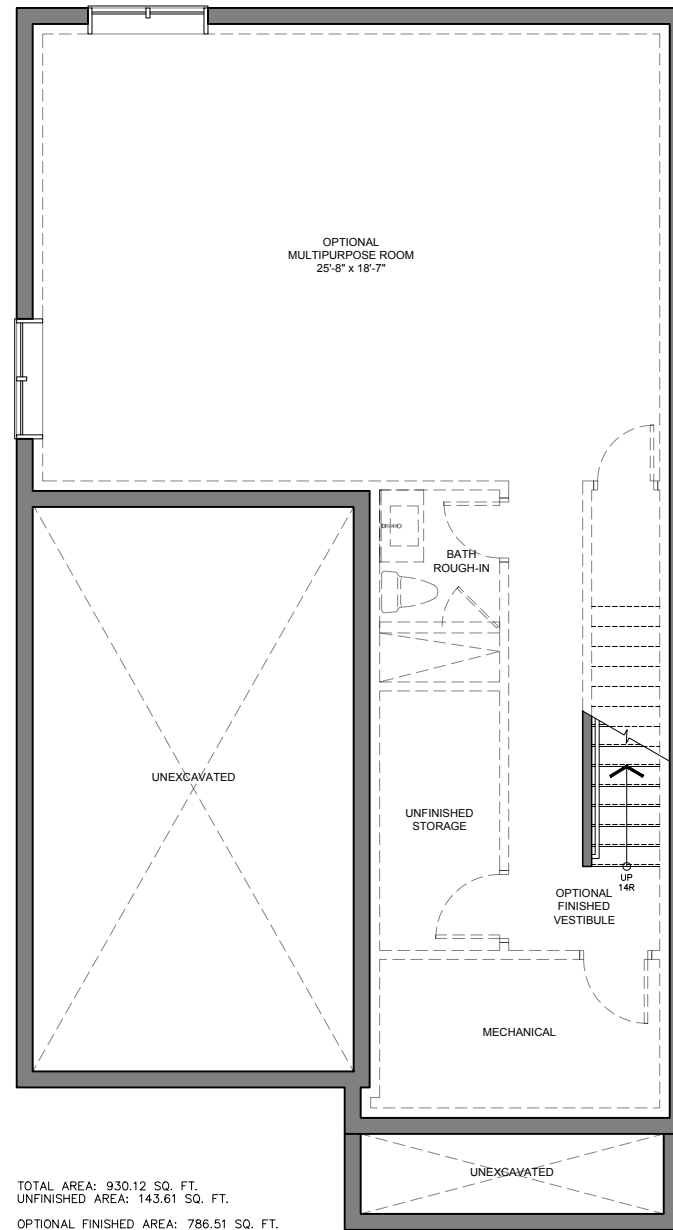 OPTIONAL
MULTIPURPOSE ROOM
25'-8" x 18'-7"
BATH
ROUGH-IN
UNEXCAVATED
UNFINISHED
STORAGE
UP
14R
OPTIONAL
FINISHED
VESTIBULE
MECHANICAL
UNEXCAVATED
TOTAL AREA: 930.12 SQ. FT.
UNFINISHED AREA: 143.61 SQ. FT.
OPTIONAL FINISHED AREA: 786.51 SQ. FT.